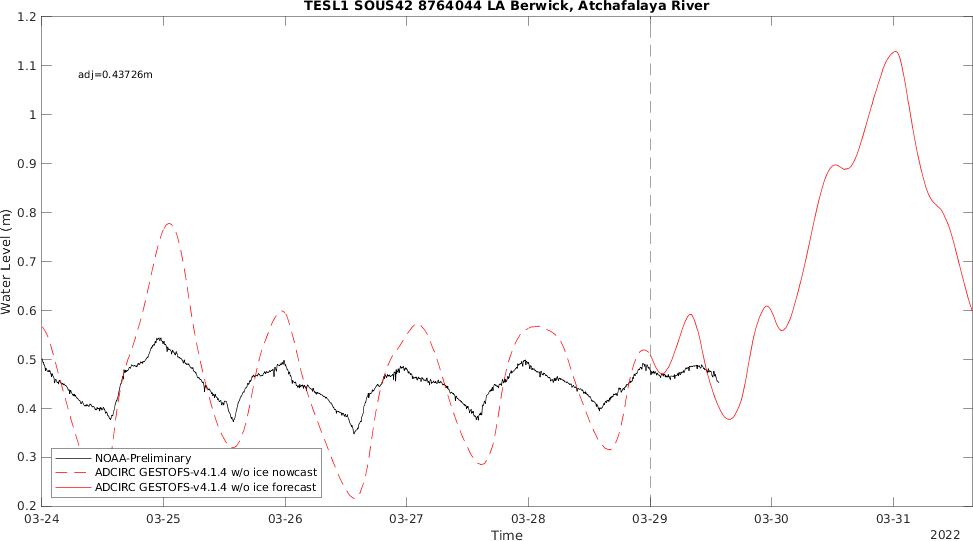 TESL1 SOUS42 8764044 LA Berwick, Atchafalaya River
1.2
1.1
1
0.9
0.8
0.7
0.6
0.5
0.4
0.3
0.2
Water Level (m)
adj=0.43726m
NOAA-Preliminary
ADCIRC GESTOFS-v4.1.4 w/o ice nowcast
ADCIRC GESTOFS-v4.1.4 w/o ice forecast
03-24 03-25 03-26 03-27 03-28 03-29 03-30 03-31
Time
2022